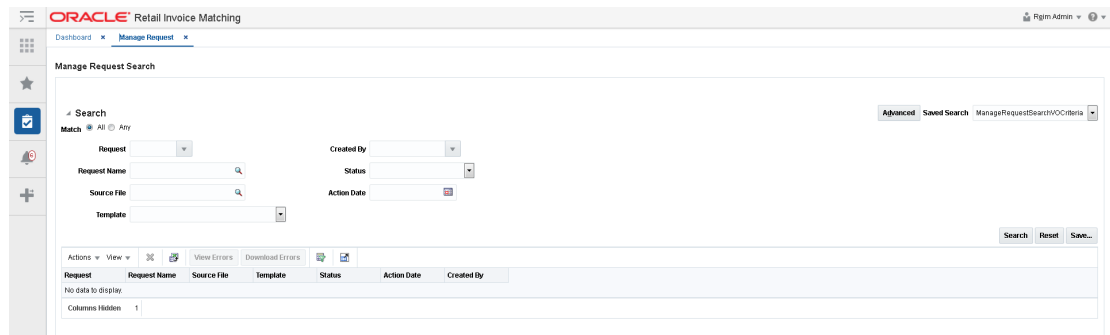 ORACLE® Retail Invoice Matching
Rgim Admin
Dashboard × Manage Request ×
Manage Request Search
Search
Advanced Saved Search ManageRequestSearchVOCriteria
Match All Any
Request Created By
Request Name Status
Source File Action Date
Template
6
Search Reset Save...
Actions View View Errors Download Errors
Request Request Name Source File Template Status Action Date Created By
No data to display.
Columns Hidden 1